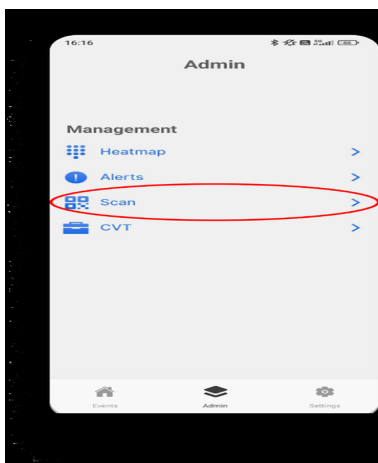 16:16
Admin
Management
Heatmap
Alerts
Scan
CVT
Events Admin Settings